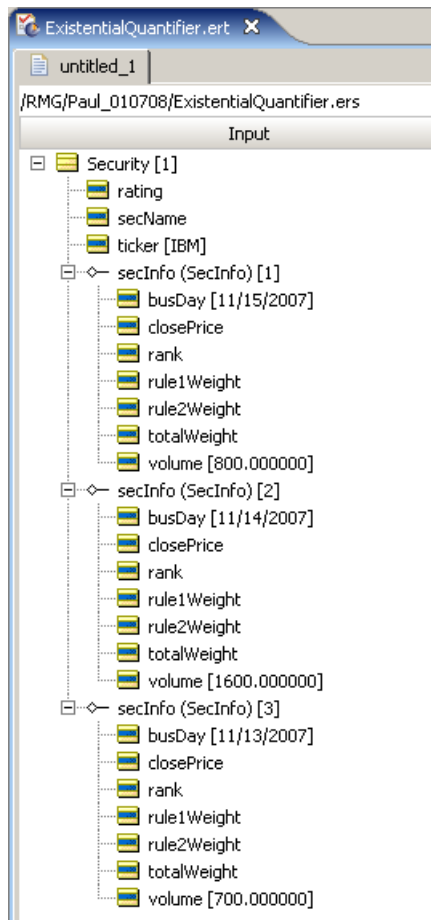 ExistentialQuantifier.ert
untitled_1
/RMG/Paul_010708/ExistentialQuantifier.ers
Input
Security [1]
rating
secName
ticker [IBM]
secInfo (SecInfo) [1]
busDay [11/15/2007]
closePrice
rank
rule1Weight
rule2Weight
totalWeight
volume [800.000000]
secInfo (SecInfo) [2]
busDay [11/14/2007]
closePrice
rank
rule1Weight
rule2Weight
totalWeight
volume [1600.000000]
secInfo (SecInfo) [3]
busDay [11/13/2007]
closePrice
rank
rule1Weight
rule2Weight
totalWeight
volume [700.000000]